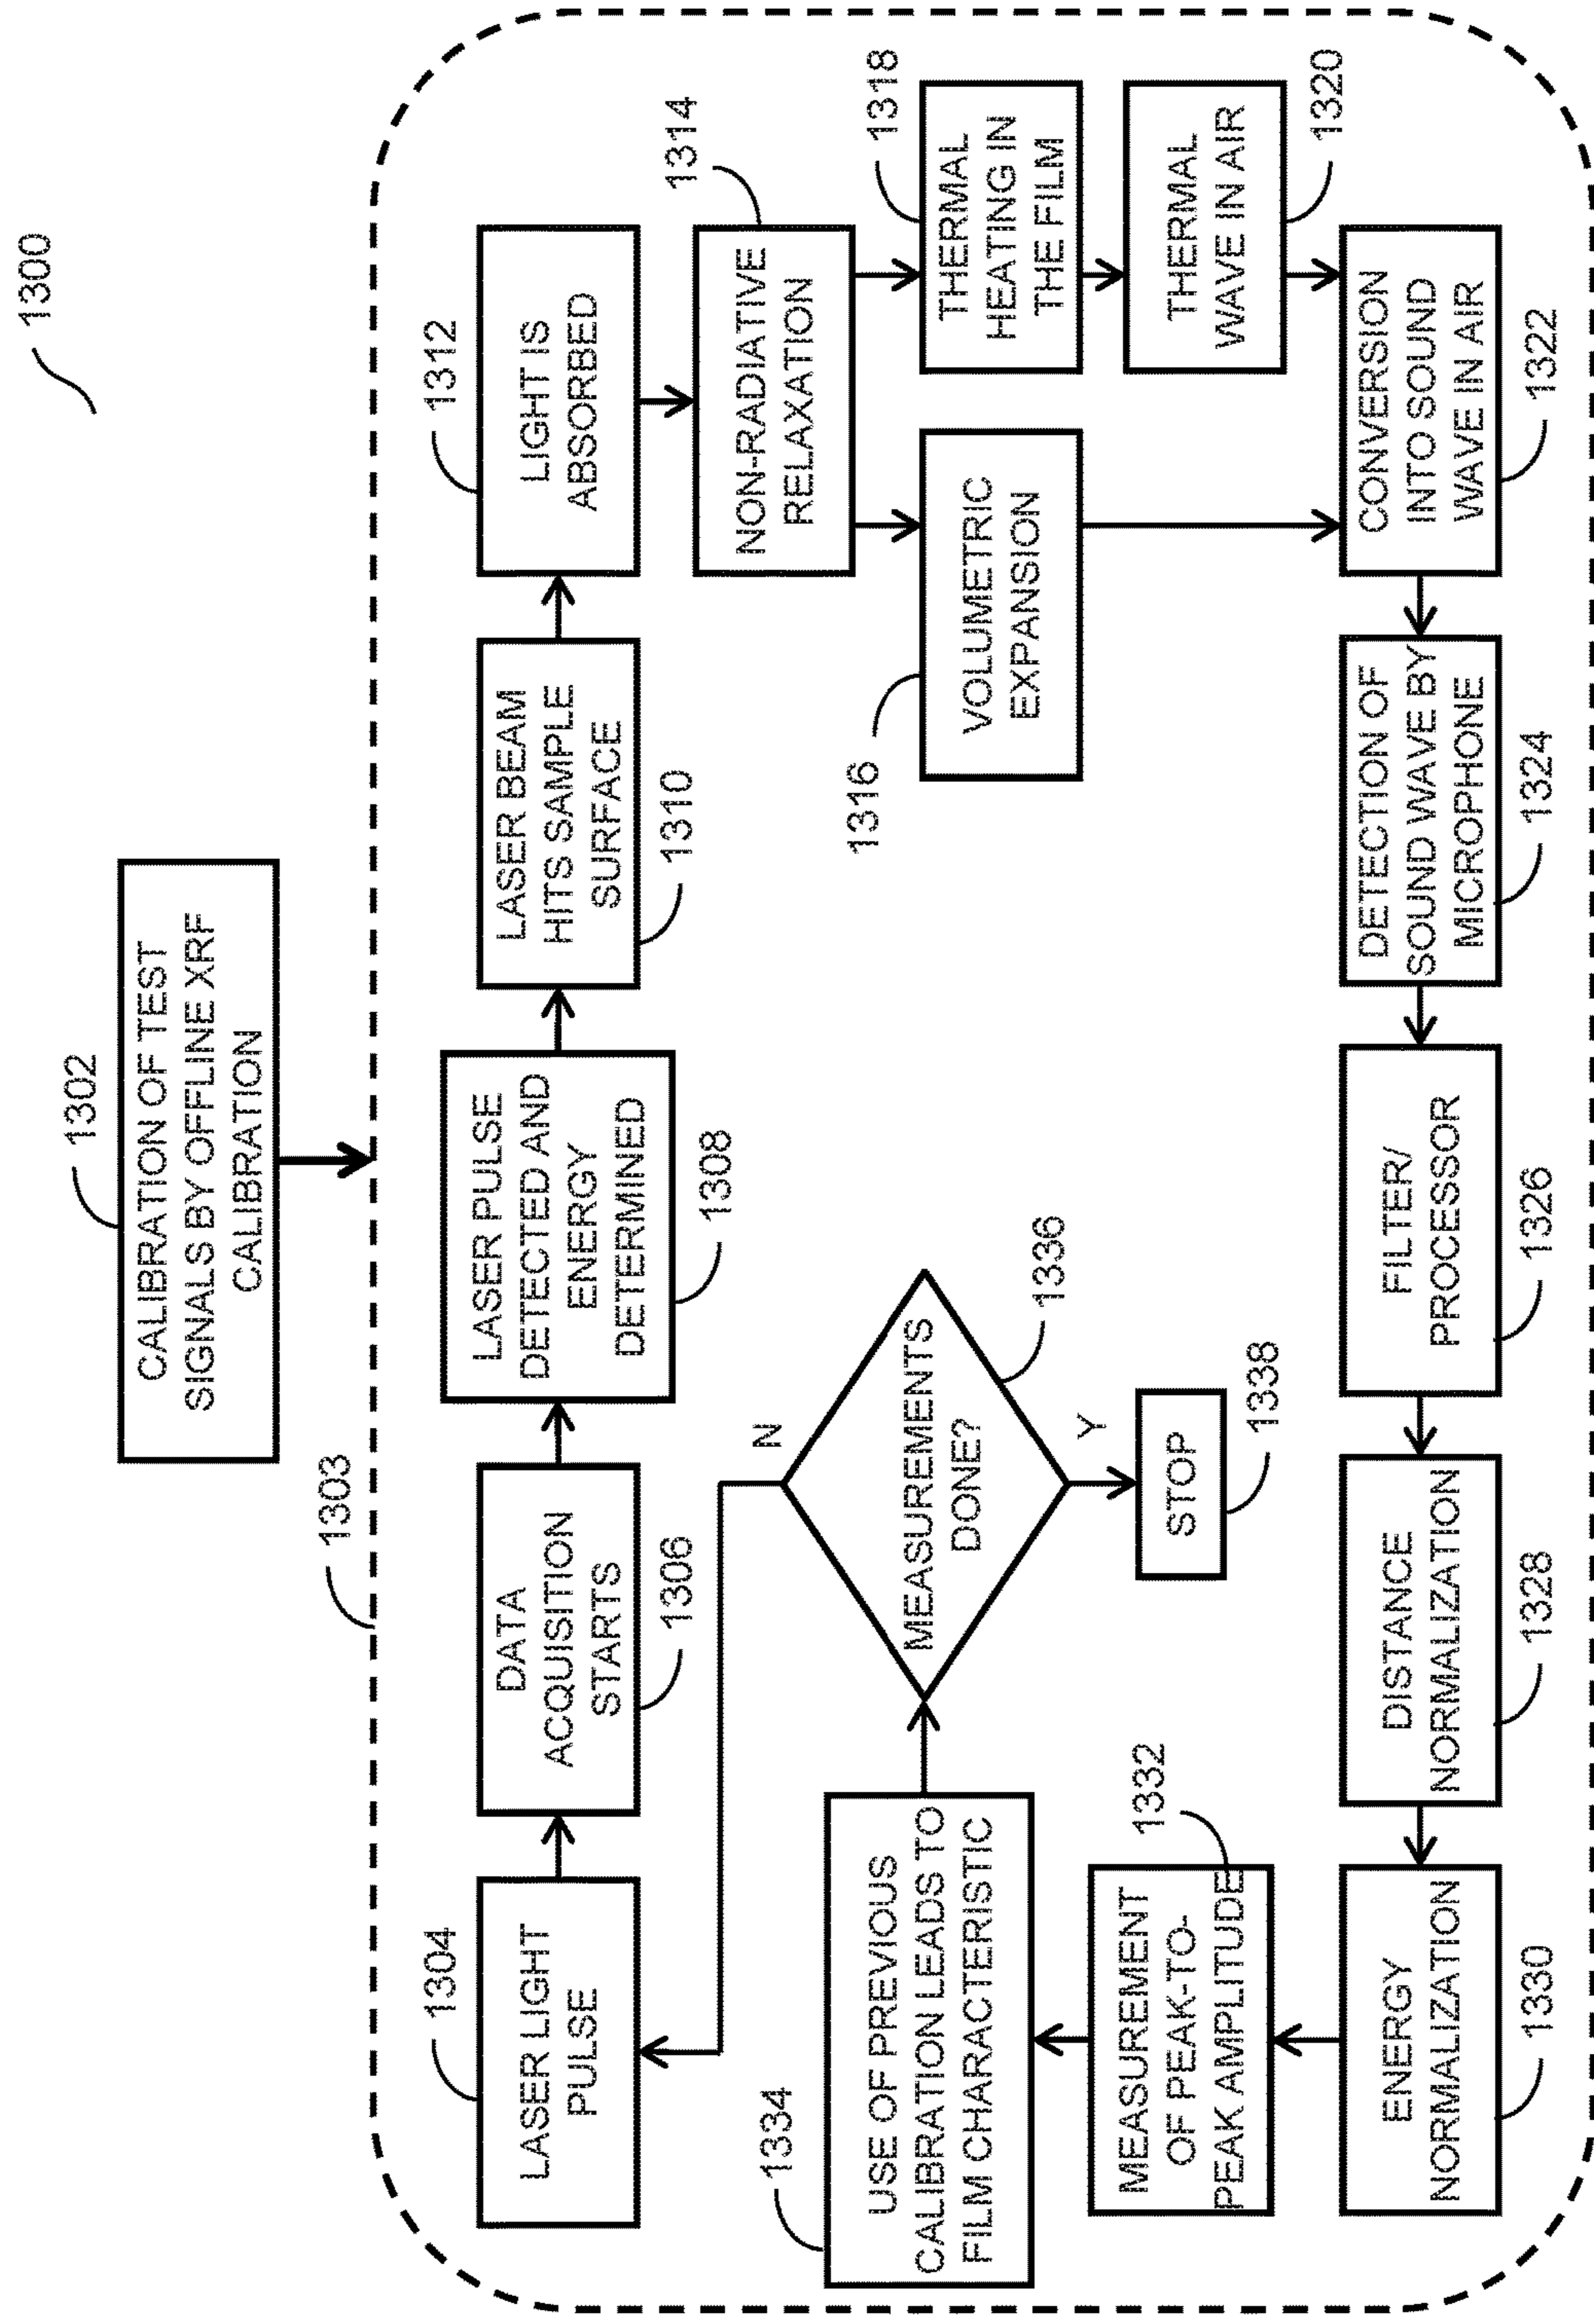 1300
1302
CALIBRATION OF TEST
SIGNALS BY OFFLINE XRF
CALIBRATION
1303
1304
LASER LIGHT
PULSE
DATA
ACQUISITION
STARTS
1306
LASER PULSE
DETECTED AND
ENERGY
DETERMINED
1308
LASER BEAM
HITS SAMPLE
SURFACE
1310
1312
LIGHT IS
ABSORBED
1314
NON-RADIATIVE
RELAXATION
1316
VOLUMETRIC
EXPANSION
1318
THERMAL
HEATING IN
THE FILM
THERMAL
WAVE IN AIR
1320
CONVERSION
INTO SOUND
WAVE IN AIR
1322
DETECTION OF
SOUND WAVE BY
MICROPHONE
1324
FILTER/
PROCESSOR
1326
DISTANCE
NORMALIZATION
1328
ENERGY
NORMALIZATION
1330
1332
MEASUREMENT
OF PEAK-TO-
PEAK AMPLITUDE
1334
USE OF PREVIOUS
CALIBRATION LEADS TO
FILM CHARACTERISTIC
MEASUREMENTS
DONE?
1336
N
Y
STOP
1338